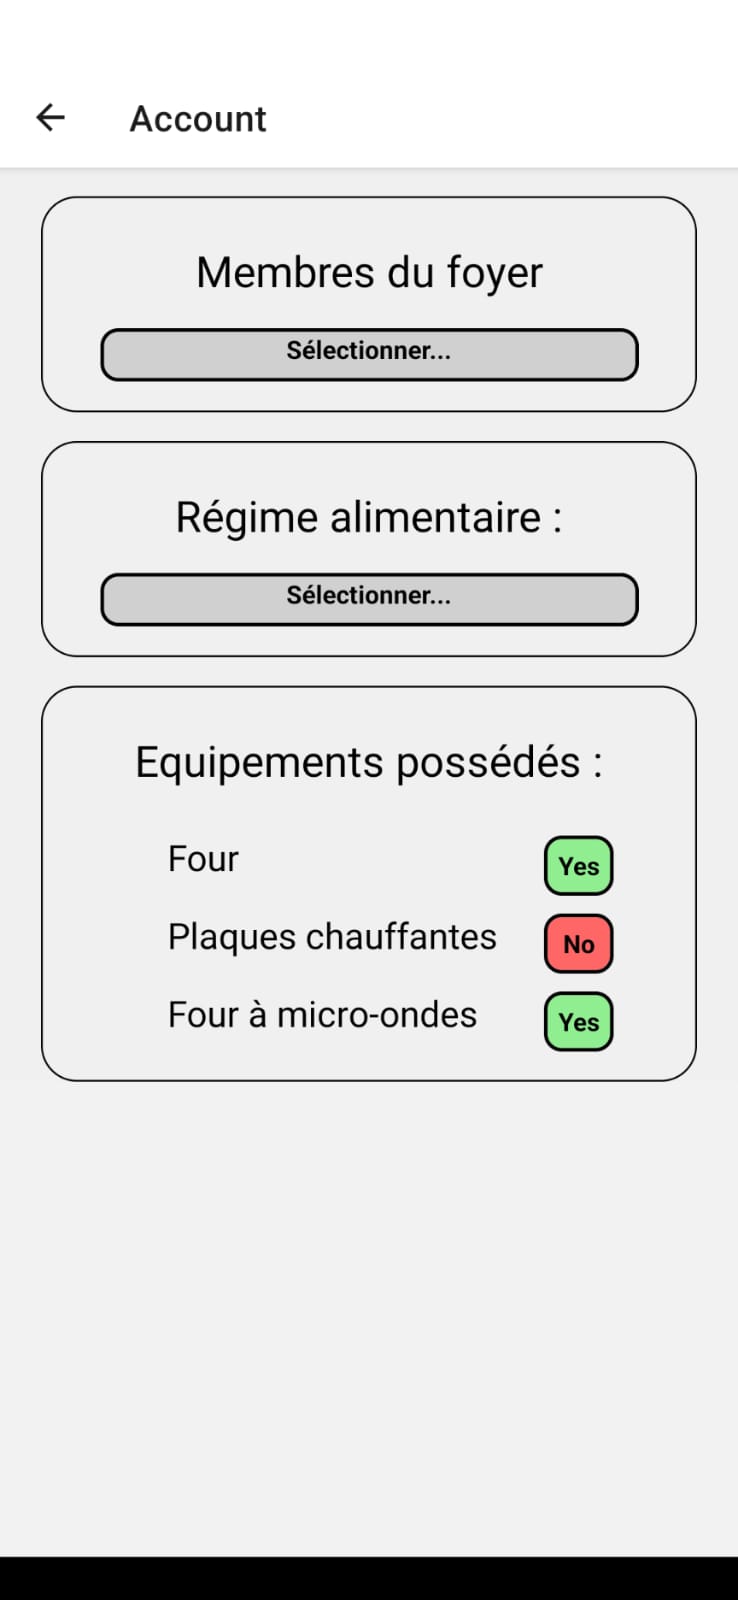 Account
Membres du foyer
Sélectionner...
Régime alimentaire :
Sélectionner...
Equipements possédés :
Four
Yes
Plaques chauffantes
No
Four à micro-ondes
Yes